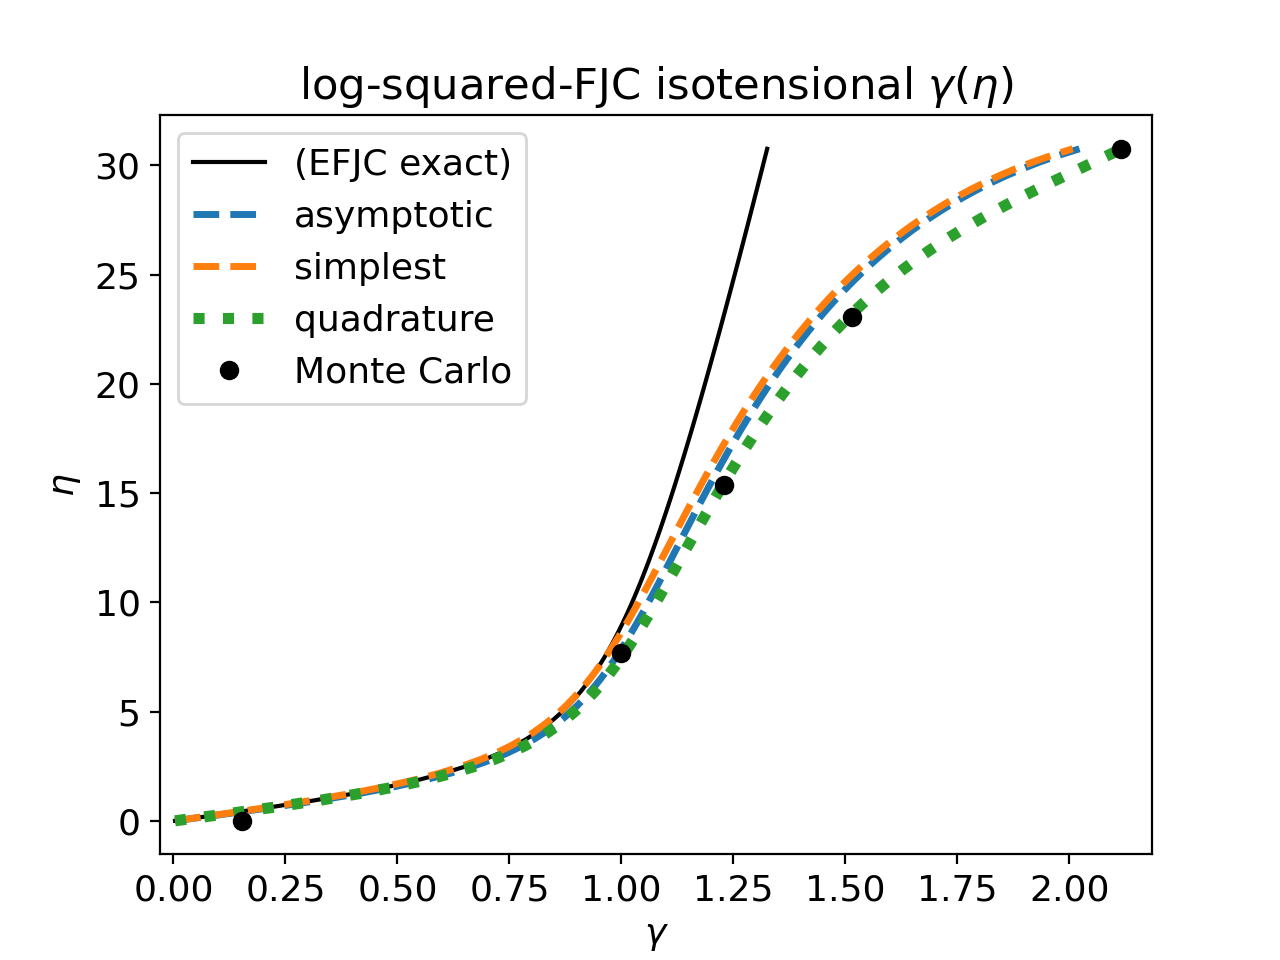 log-squared-FJC isotensional γ(η)
(EFJC exact)
asymptotic
simplest
quadrature
Monte Carlo
30
25
20
15
10
5
0
η
0.00 0.25 0.50 0.75 1.00 1.25 1.50 1.75 2.00
γ